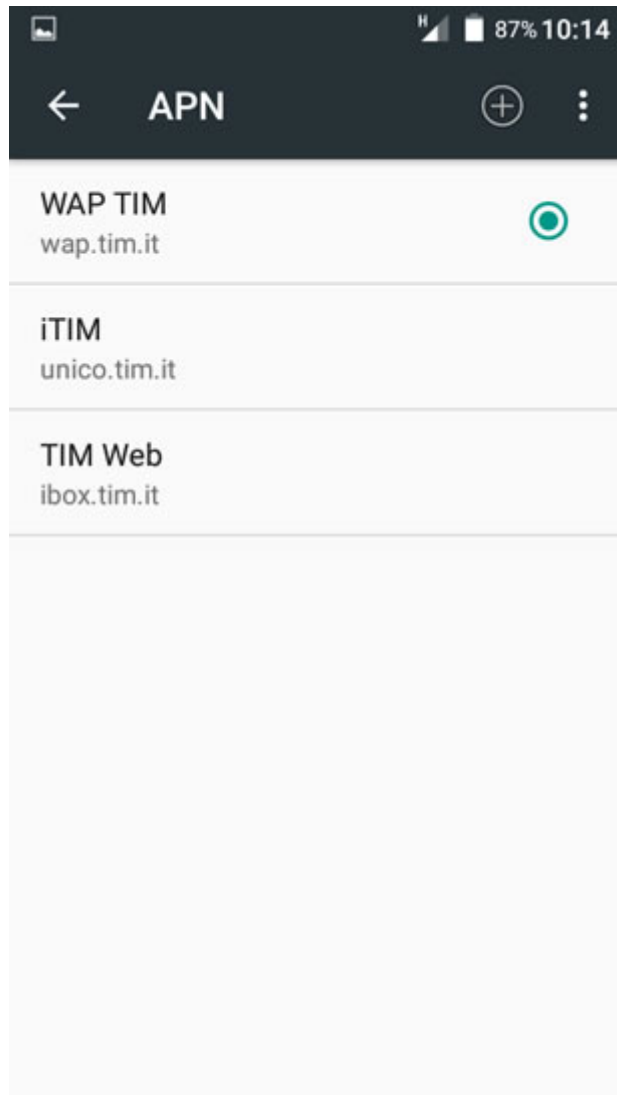 H 87% 10:14
APN
WAP TIM
wap.tim.it
iTIM
unico.tim.it
TIM Web
ibox.tim.it